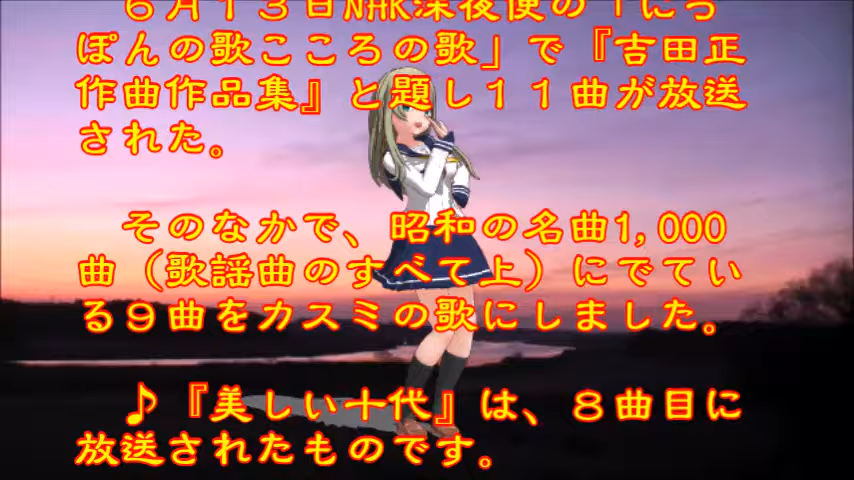 ６月１３日NHK深夜便の「にっ
ぽんの歌こころの歌」で『吉田正
作曲作品集』と題し１１曲が放送
された。
そのなかで、昭和の名曲1,000
曲（歌謡曲のすべて上）にでてい
る９曲をカスミの歌にしました。
♪『美しい十代』は、８曲目に
放送されたものです。